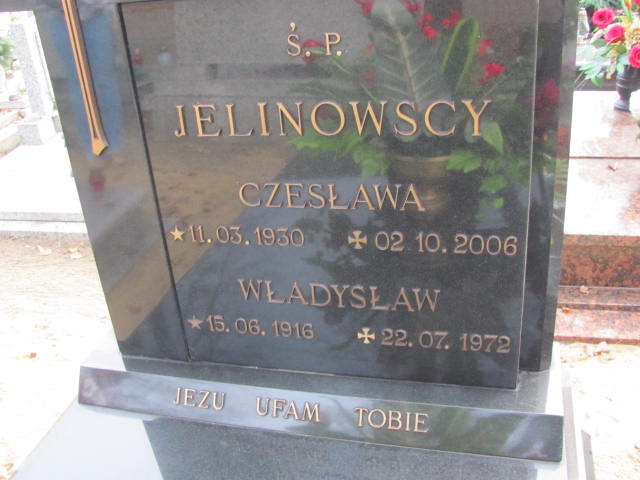 Ś. P.
JELINOWSCY
CZESŁAWA
11. 03. 1930 02. 10. 2006
WŁADYSŁAW
15. 06. 1916 22. 07. 1972
JEZU UFAM TOBIE